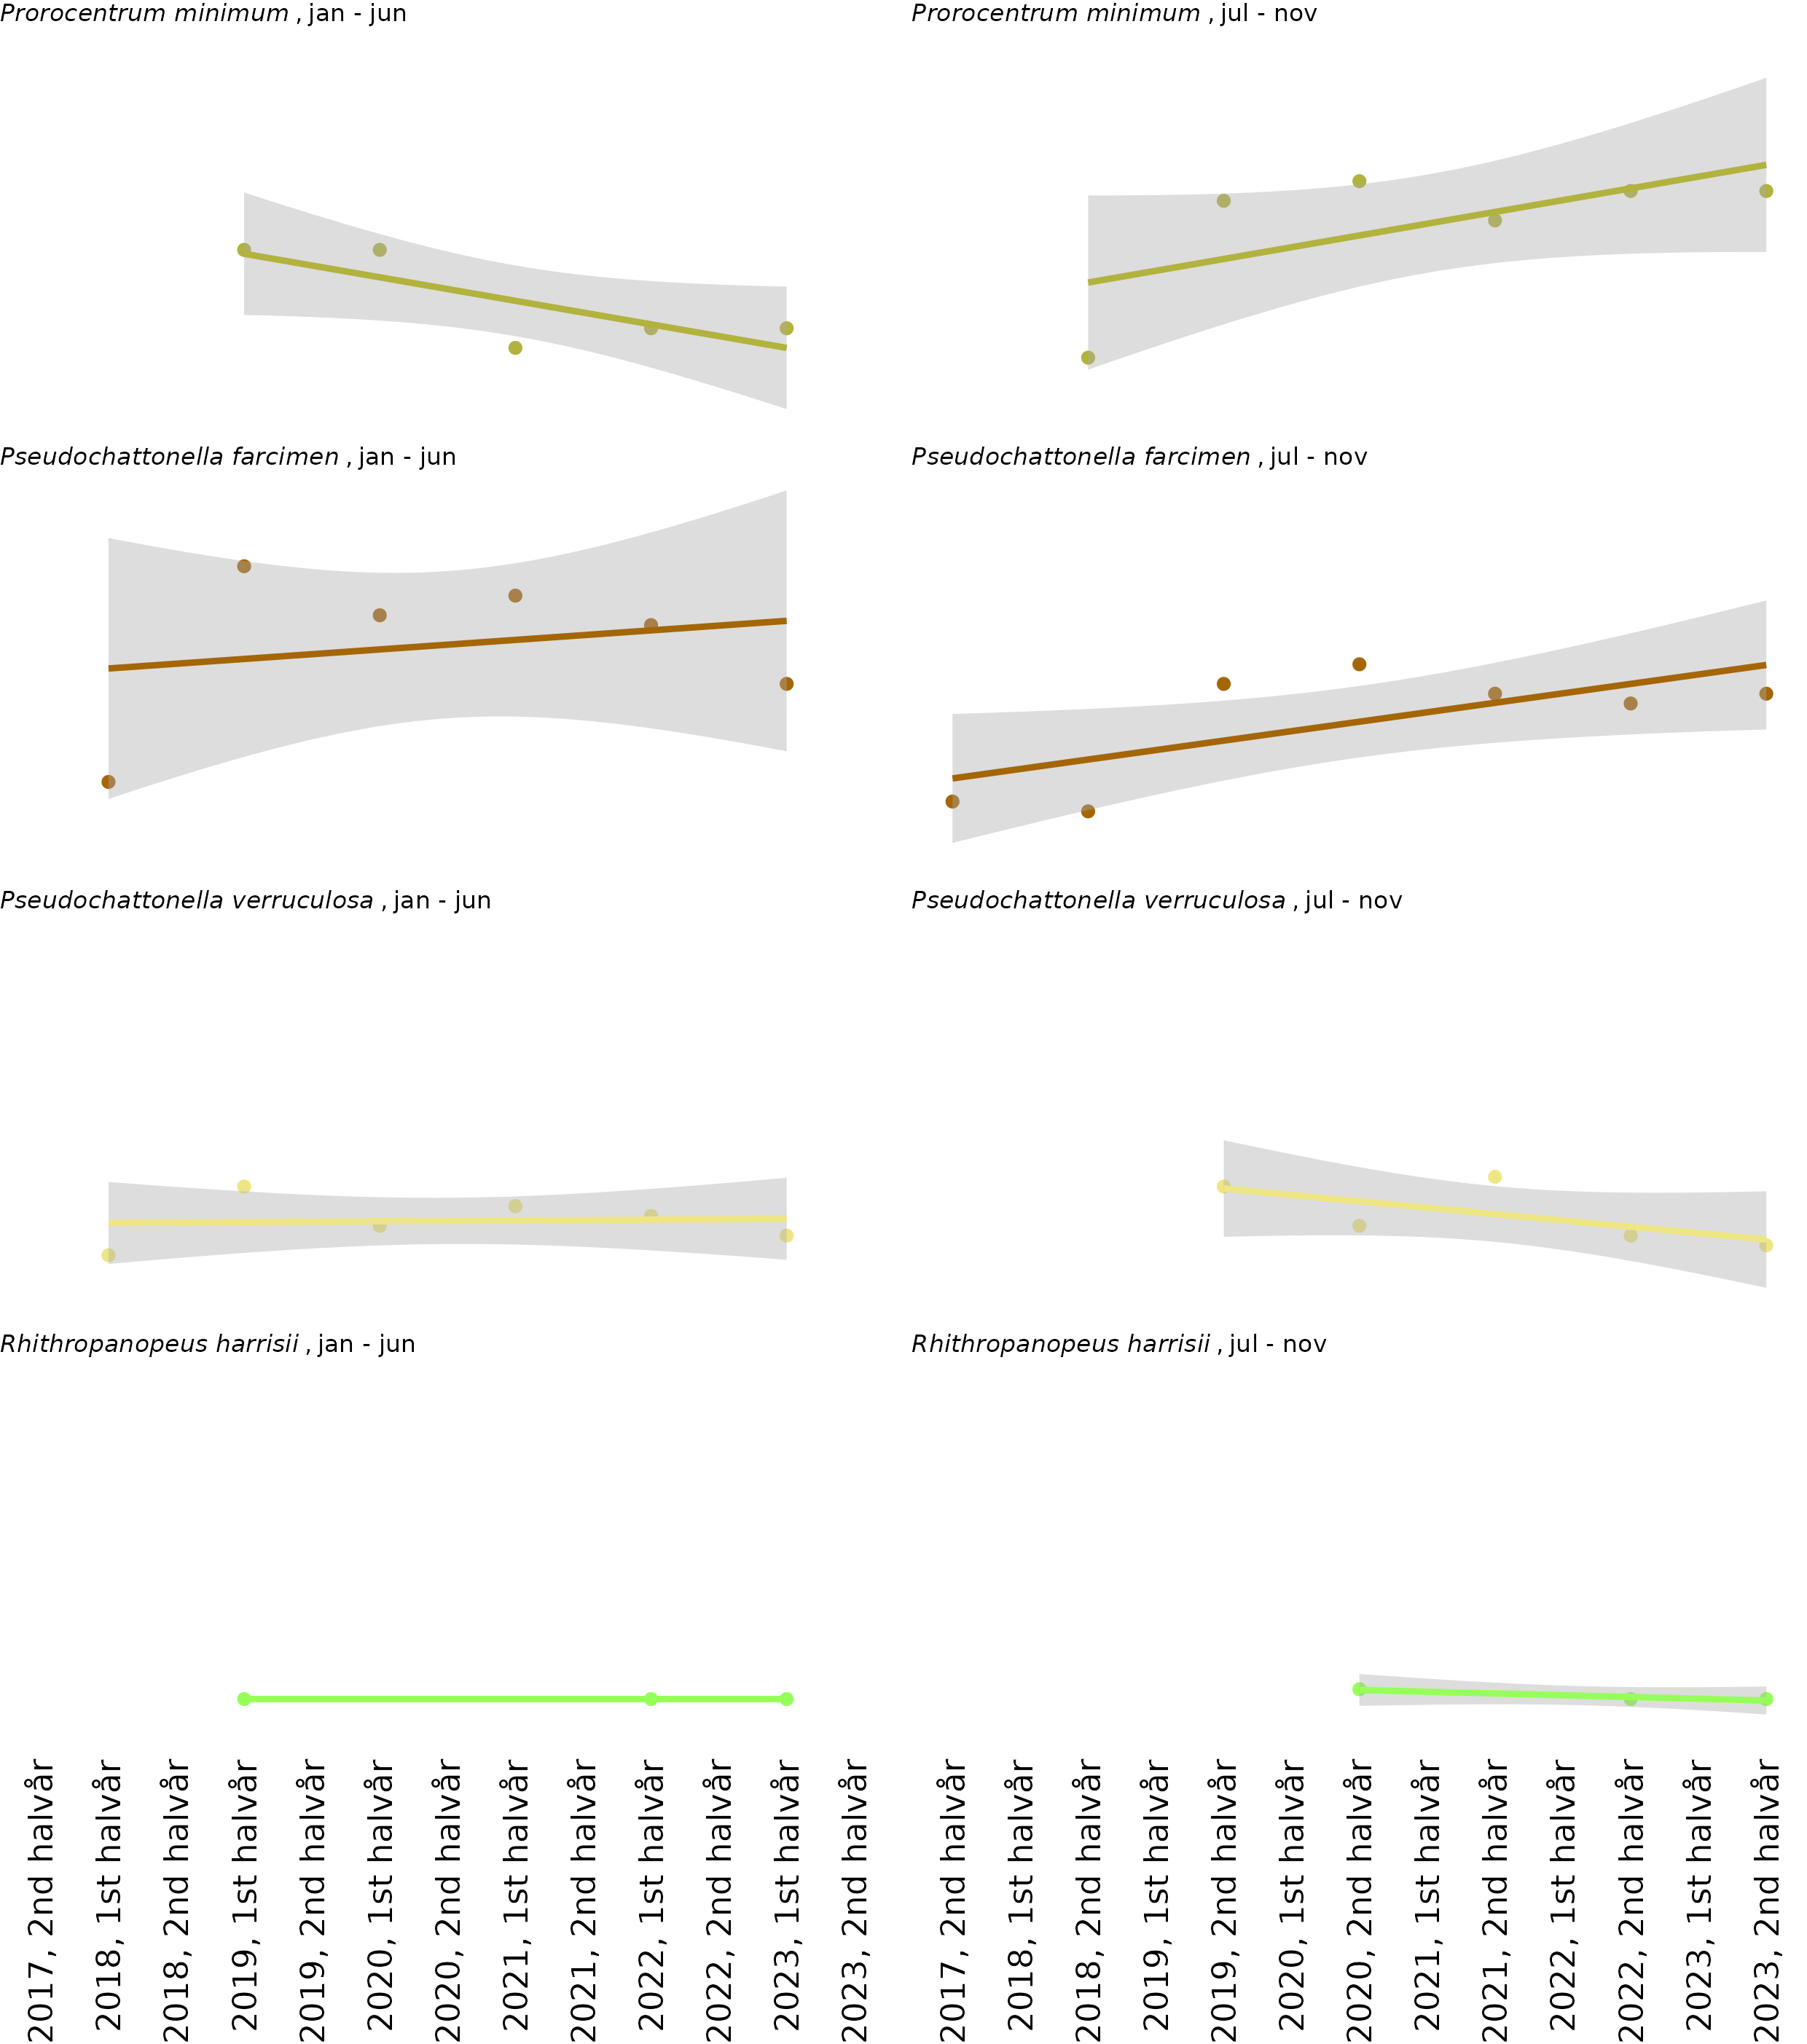 Prorocentrum minimum , jan - jun
Prorocentrum minimum , jul - nov
Pseudochattonella farcimen , jan - jun
Pseudochattonella farcimen , jul - nov
Pseudochattonella verruculosa , jan - jun
Pseudochattonella verruculosa , jul - nov
Rhithropanopeus harrisii , jan - jun
Rhithropanopeus harrisii , jul - nov
2017, 2nd halvår
2018, 1st halvår
2018, 2nd halvår
2019, 1st halvår
2019, 2nd halvår
2020, 1st halvår
2020, 2nd halvår
2021, 1st halvår
2021, 2nd halvår
2022, 1st halvår
2022, 2nd halvår
2023, 1st halvår
2023, 2nd halvår
2017, 2nd halvår
2018, 1st halvår
2018, 2nd halvår
2019, 1st halvår
2019, 2nd halvår
2020, 1st halvår
2020, 2nd halvår
2021, 1st halvår
2021, 2nd halvår
2022, 1st halvår
2022, 2nd halvår
2023, 1st halvår
2023, 2nd halvår